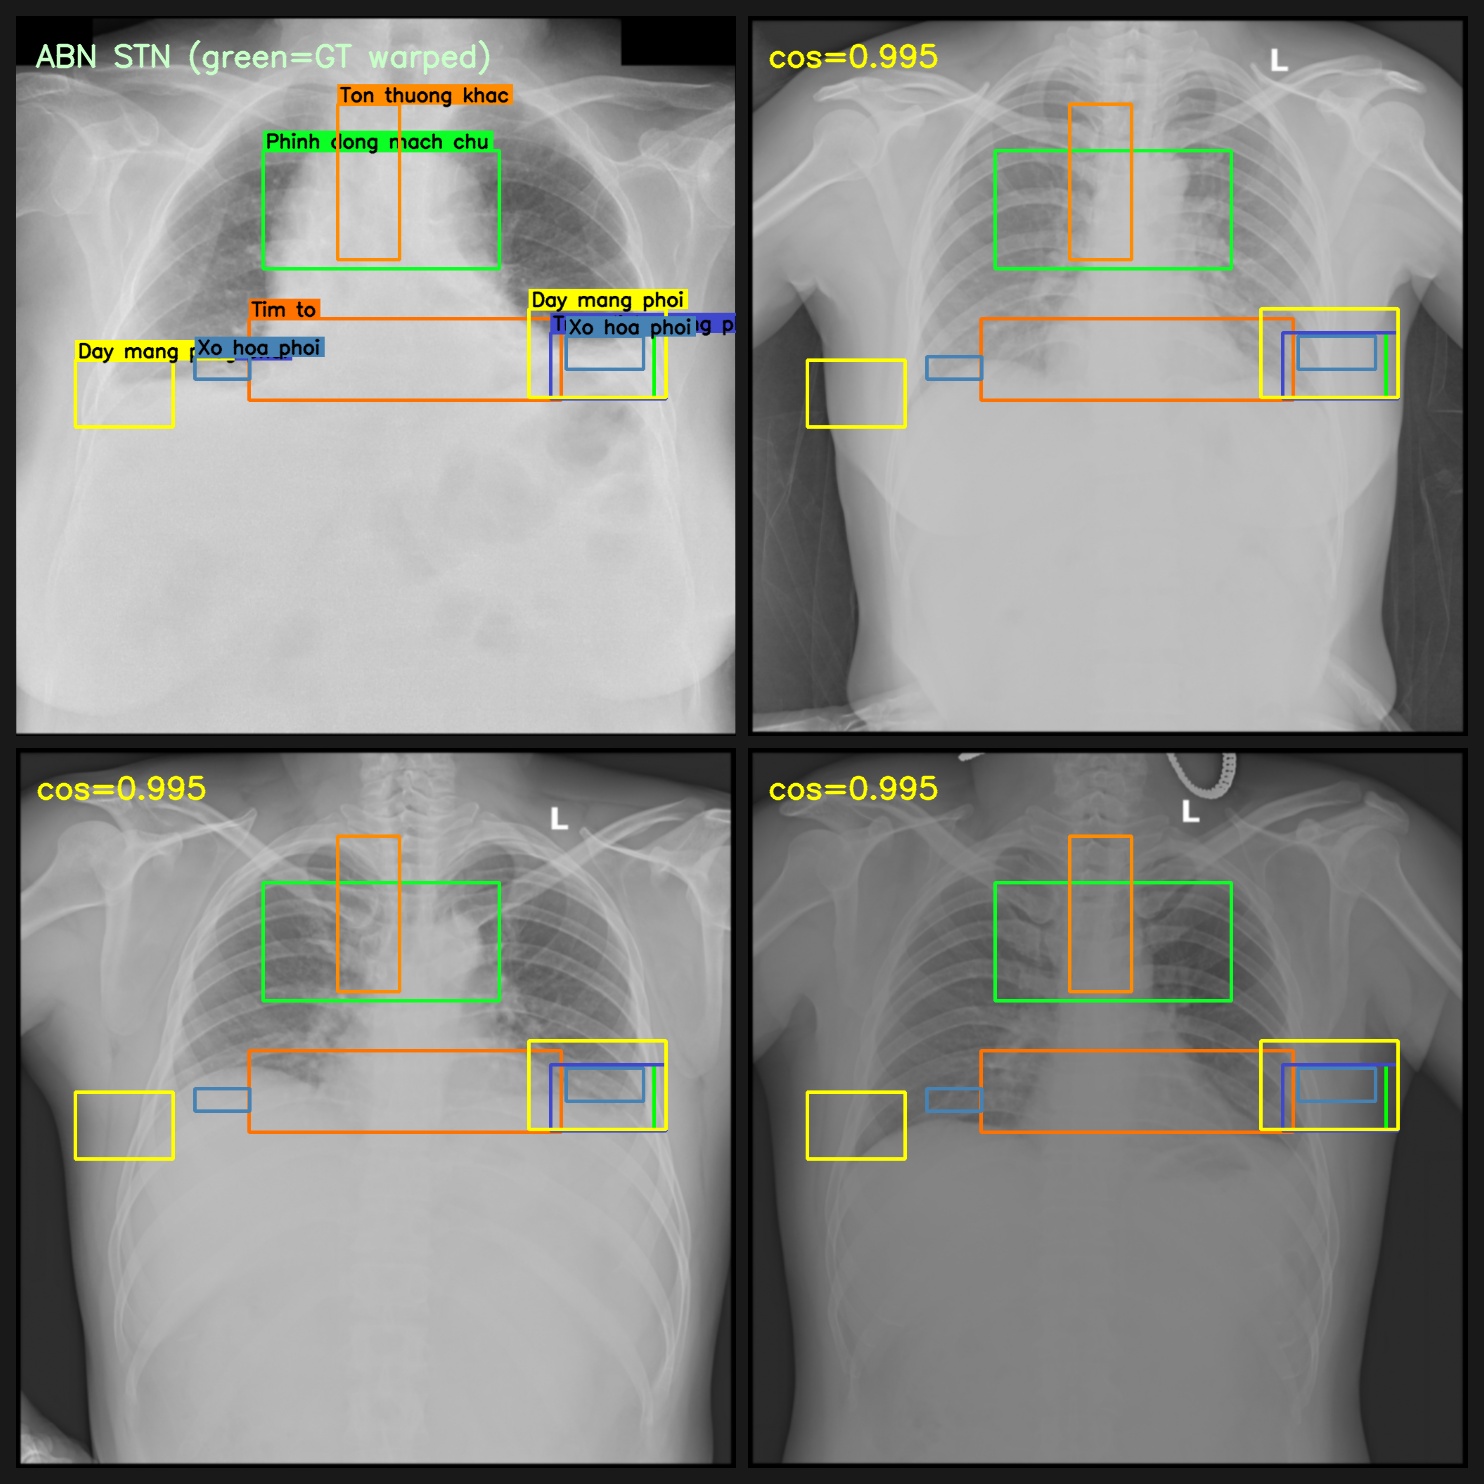 ABN STN (green=GT warped)
Ton thuong khac
Phinh dong mach chu
Day mang phoi
Xo hoa phoi
Tim to
Day mang
Xo hoa phoi
cos=0.995
L
cos=0.995
L
cos=0.995
L